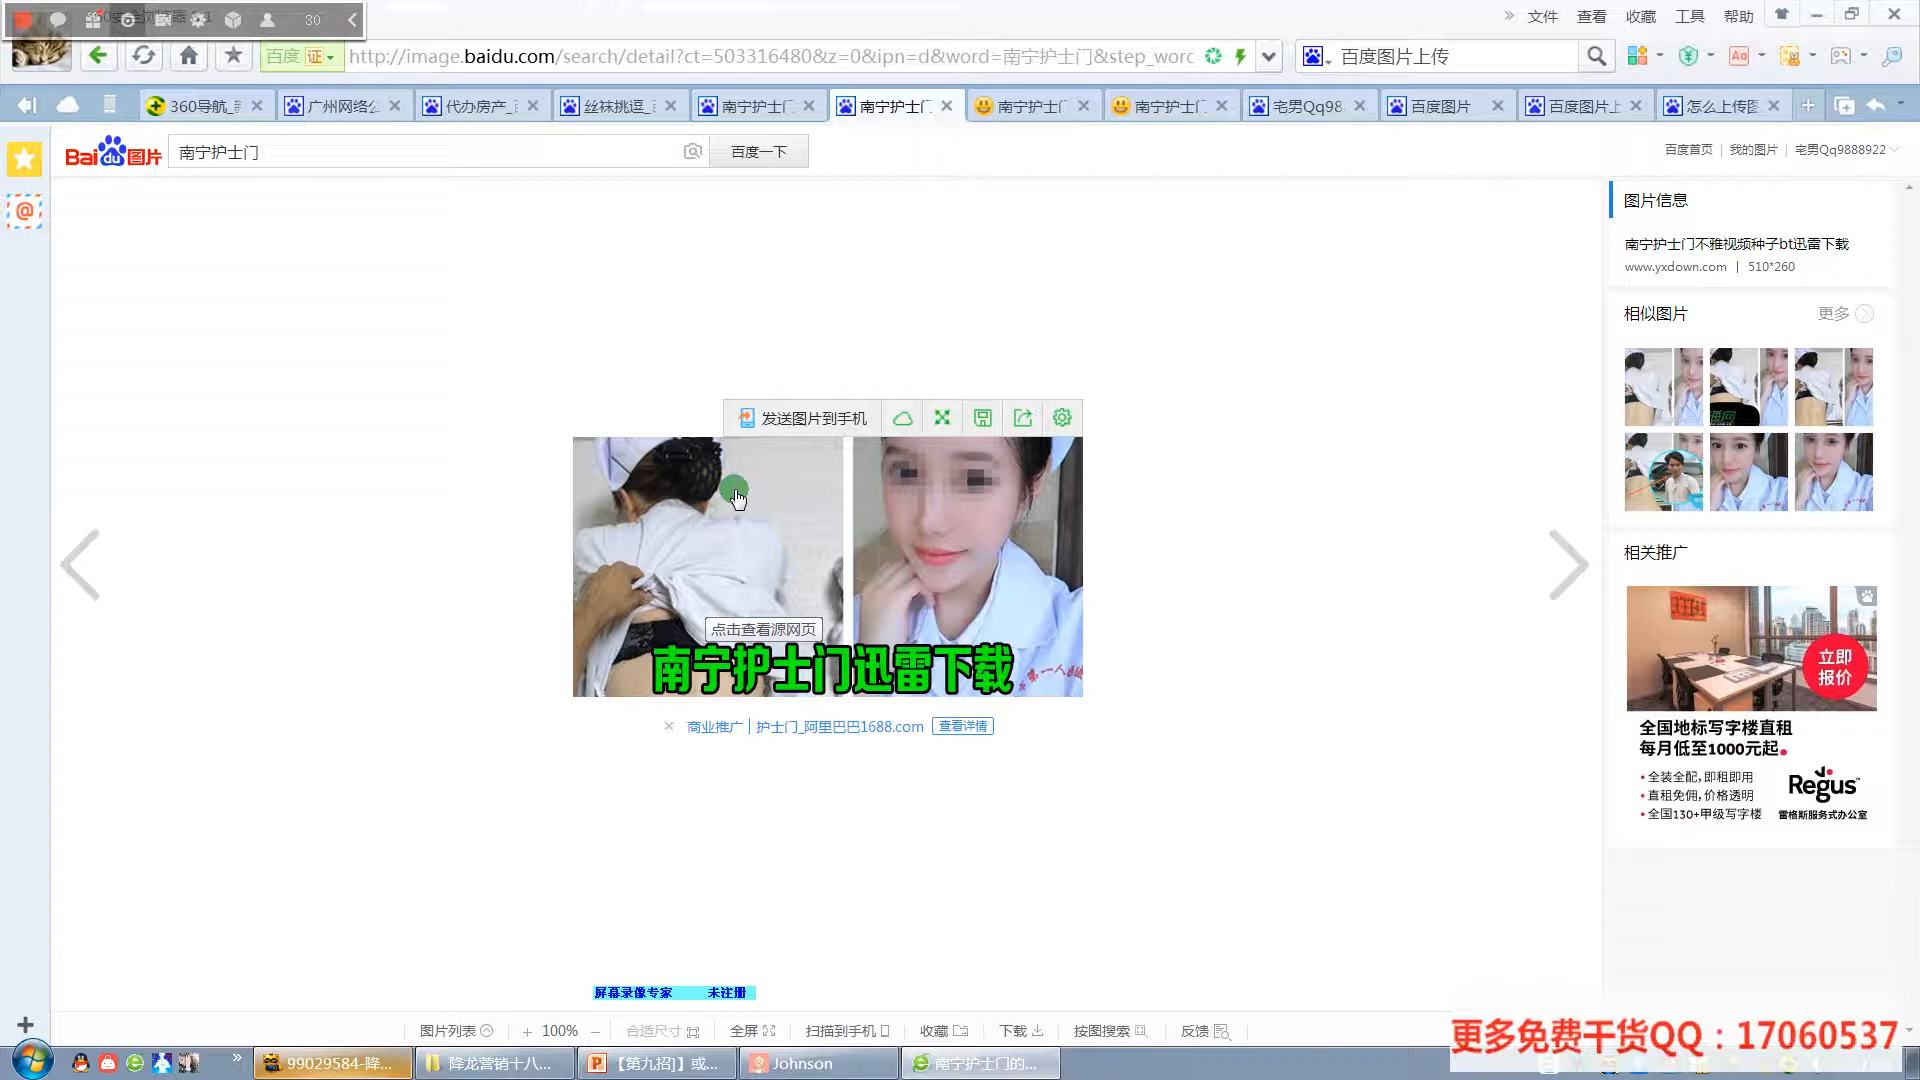 30
文件 查看 收藏 工具 帮助
百度 证 http://image.baidu.com/search/detail?ct=503316480&z=0&ipn=d&word=南宁护士门&step_worc 百度图片上传
360导航_ 广州网络公 代办房产_ 丝袜挑逗_ 南宁护士门 南宁护士门 南宁护士门 南宁护士门 宅男Qq98 百度图片 百度图片上 怎么上传图
Bai du 图片 南宁护士门 百度一下
百度首页 | 我的图片 | 宅男Qq9888922
图片信息
南宁护士门不雅视频种子bt迅雷下载
www.yxdown.com | 510*260
相似图片 更多
发送图片到手机
点击查看源网页
南宁护士门迅雷下载
商业推广 | 护士门_阿里巴巴1688.com 查看详情
相关推广
立即
报价
全国地标写字楼直租
每月低至1000元起。
• 全装全配,即租即用
• 直租免佣,价格透明
• 全国130+甲级写字楼
Regus
雷格斯服务式办公室
屏幕录像专家 未注册
图片列表 + 100% − 合适尺寸 全屏 扫描到手机 收藏 下载 按图搜索 反馈
更多免费干货QQ：17060537
99029584-降... 降龙营销十八... 【第九招]】或... Johnson 南宁护士门的...